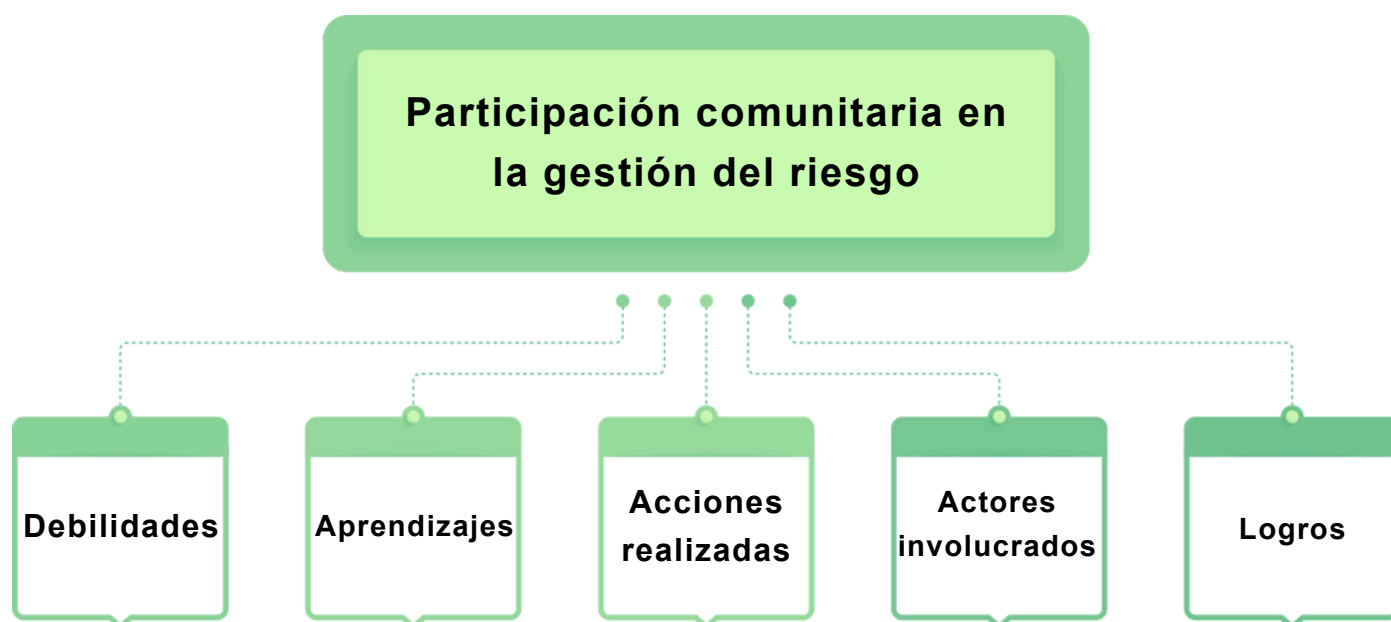 Participación comunitaria en
la gestión del riesgo
Debilidades
Aprendizajes
Acciones
realizadas
Actores
involucrados
Logros